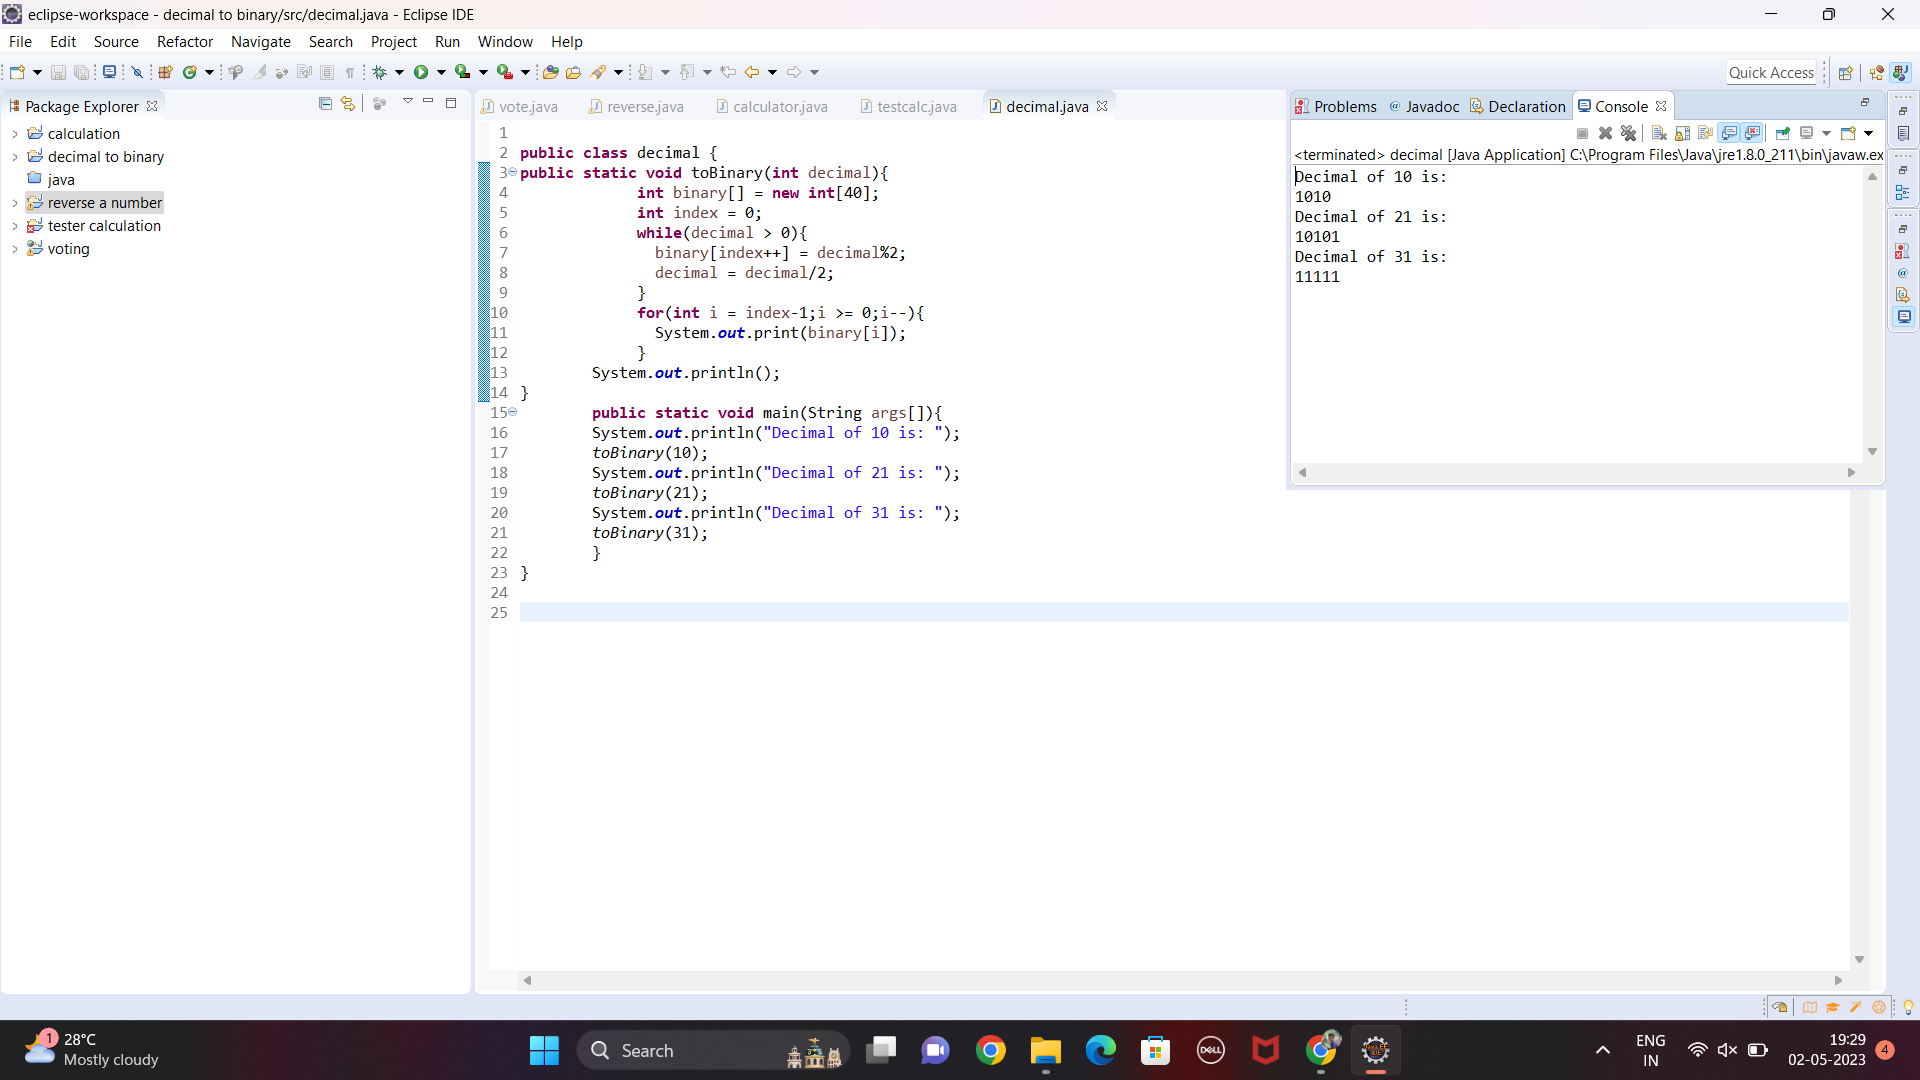 eclipse-workspace - decimal to binary/src/decimal.java - Eclipse IDE
File Edit Source Refactor Navigate Search Project Run Window Help
Quick Access
Package Explorer
calculation
decimal to binary
java
reverse a number
tester calculation
voting
vote.java reverse.java calculator.java testcalc.java decimal.java
1
2 public class decimal {
3 public static void toBinary(int decimal){
4 int binary[] = new int[40];
5 int index = 0;
6 while(decimal > 0){
7 binary[index++] = decimal%2;
8 decimal = decimal/2;
9 }
10 for(int i = index-1;i >= 0;i--){
11 System.out.print(binary[i]);
12 }
13 System.out.println();
14 }
15 public static void main(String args[]){
16 System.out.println("Decimal of 10 is: ");
17 toBinary(10);
18 System.out.println("Decimal of 21 is: ");
19 toBinary(21);
20 System.out.println("Decimal of 31 is: ");
21 toBinary(31);
22 }
23 }
24
25
Problems @ Javadoc Declaration Console
<terminated> decimal [Java Application] C:\Program Files\Java\jre1.8.0_211\bin\javaw.ex
Decimal of 10 is:
1010
Decimal of 21 is:
10101
Decimal of 31 is:
11111
1 28°C
Mostly cloudy
Search
DELL
JAVA EE
IDE
ENG
IN
19:29
02-05-2023
4